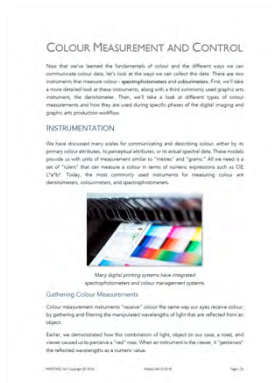 COLOUR MEASUREMENT AND CONTROL
Now that we've learned the fundamentals of colour and the different ways we can
communicate colour data, let's look at the ways we can collect this data. There are two
instruments that measure colour - spectrophotometers and colourimeters. First, we'll take
a more detailed look at these instruments, along with a third commonly used graphic arts
instrument, the densitometer. Then, we'll take a look at different types of colour
measurements and how they are used during specific phases of the digital imaging and
graphic arts production workflow.
INSTRUMENTATION
We have discussed many scales for communicating and describing colour, either by its
primary colour attributes, its perceptual attributes, or its actual spectral data. These models
provide us with units of measurement similar to "metres" and "grams." All we need is a
set of "rulers" that can measure a colour in terms of numeric expressions such as CIE
L*a*b*. Today, the most commonly used instruments for measuring colour are
densitometers, colourimeters, and spectrophotometers.
Many digital printing systems have integrated
spectrophotometers and colour management systems.
Gathering Colour Measurements
Colour measurement instruments "receive" colour the same way our eyes receive colour:
by gathering and filtering the manipulated wavelengths of light that are reflected from an
object.
Earlier, we demonstrated how this combination of light, object (in our case, a rose), and
viewer caused us to perceive a "red" rose. When an instrument is the viewer, it "perceives"
the reflected wavelengths as a numeric value.